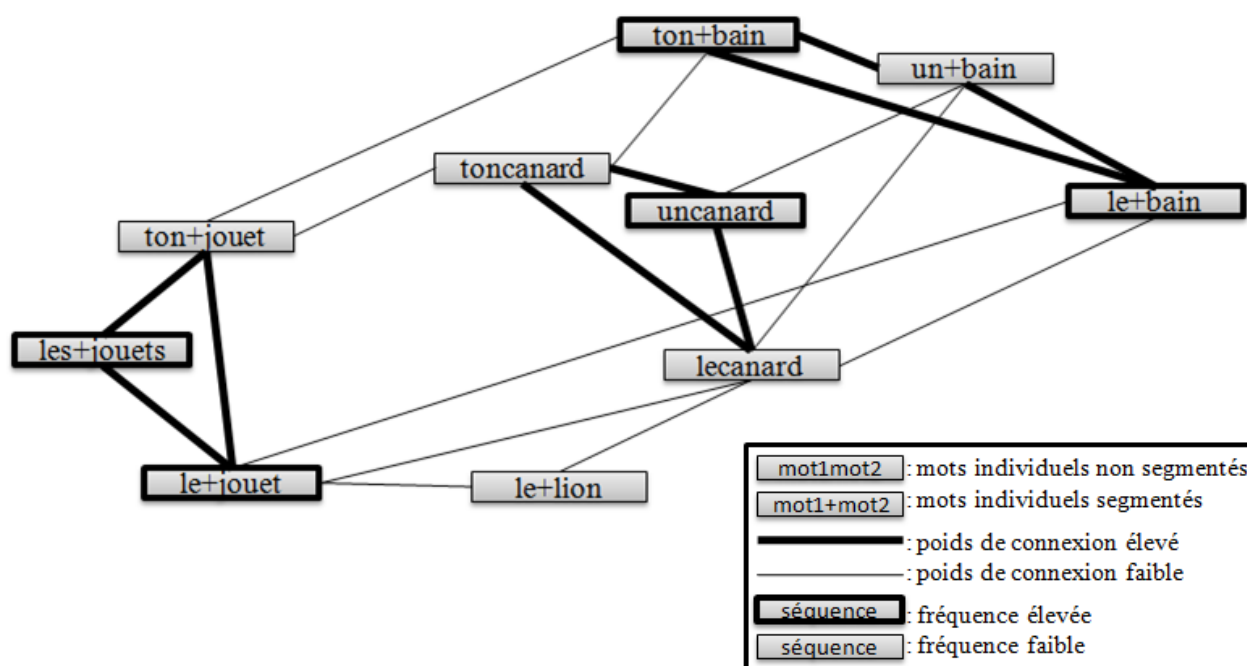 ton+bain
un+bain
toncanard
uncanard
le+bain
ton+jouet
les+jouets
lecanard
le+jouet
le+lion
mot1mot2 : mots individuels non segmentés
mot1+mot2 : mots individuels segmentés
: poids de connexion élevé
: poids de connexion faible
séquence : fréquence élevée
séquence : fréquence faible